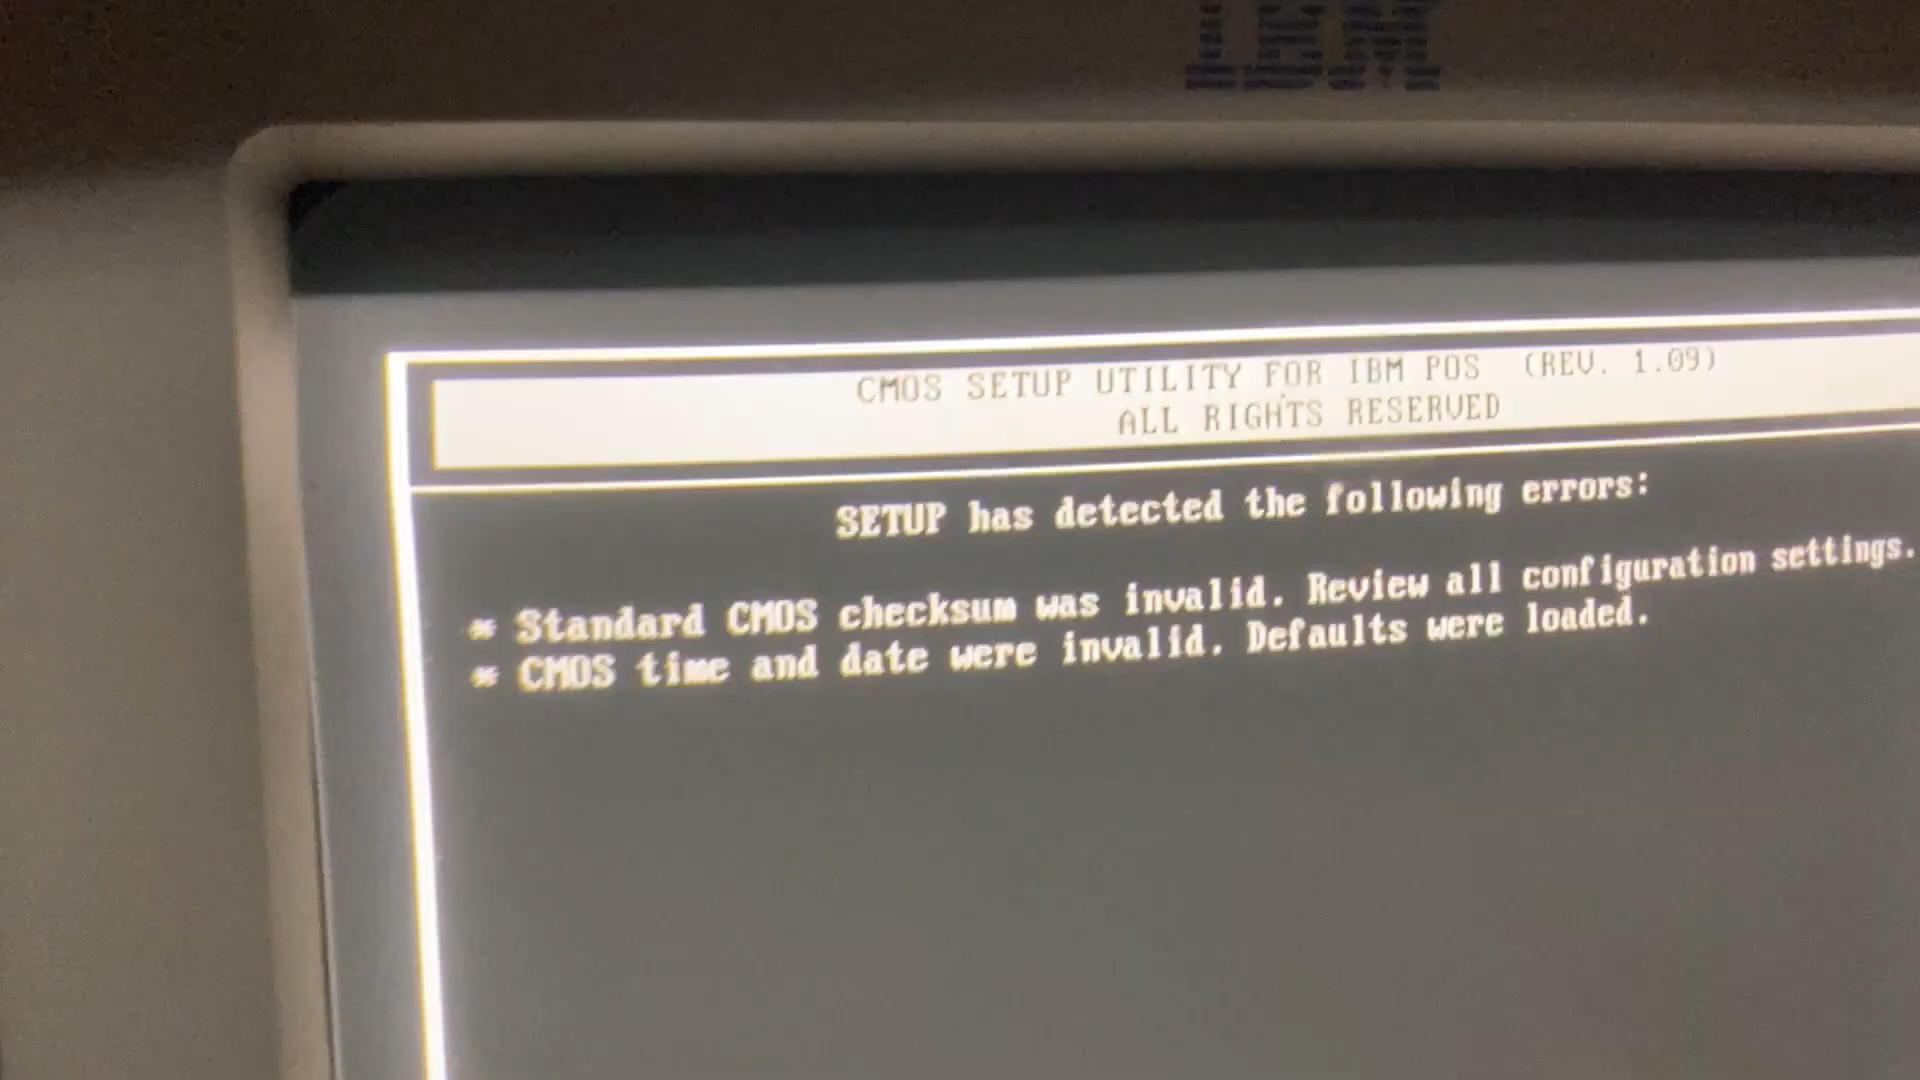 IBM
CMOS SETUP UTILITY FOR IBM POS (REV. 1.09)
ALL RIGHTS RESERVED
SETUP has detected the following errors:
* Standard CMOS checksum was invalid. Review all configuration settings.
* CMOS time and date were invalid. Defaults were loaded.